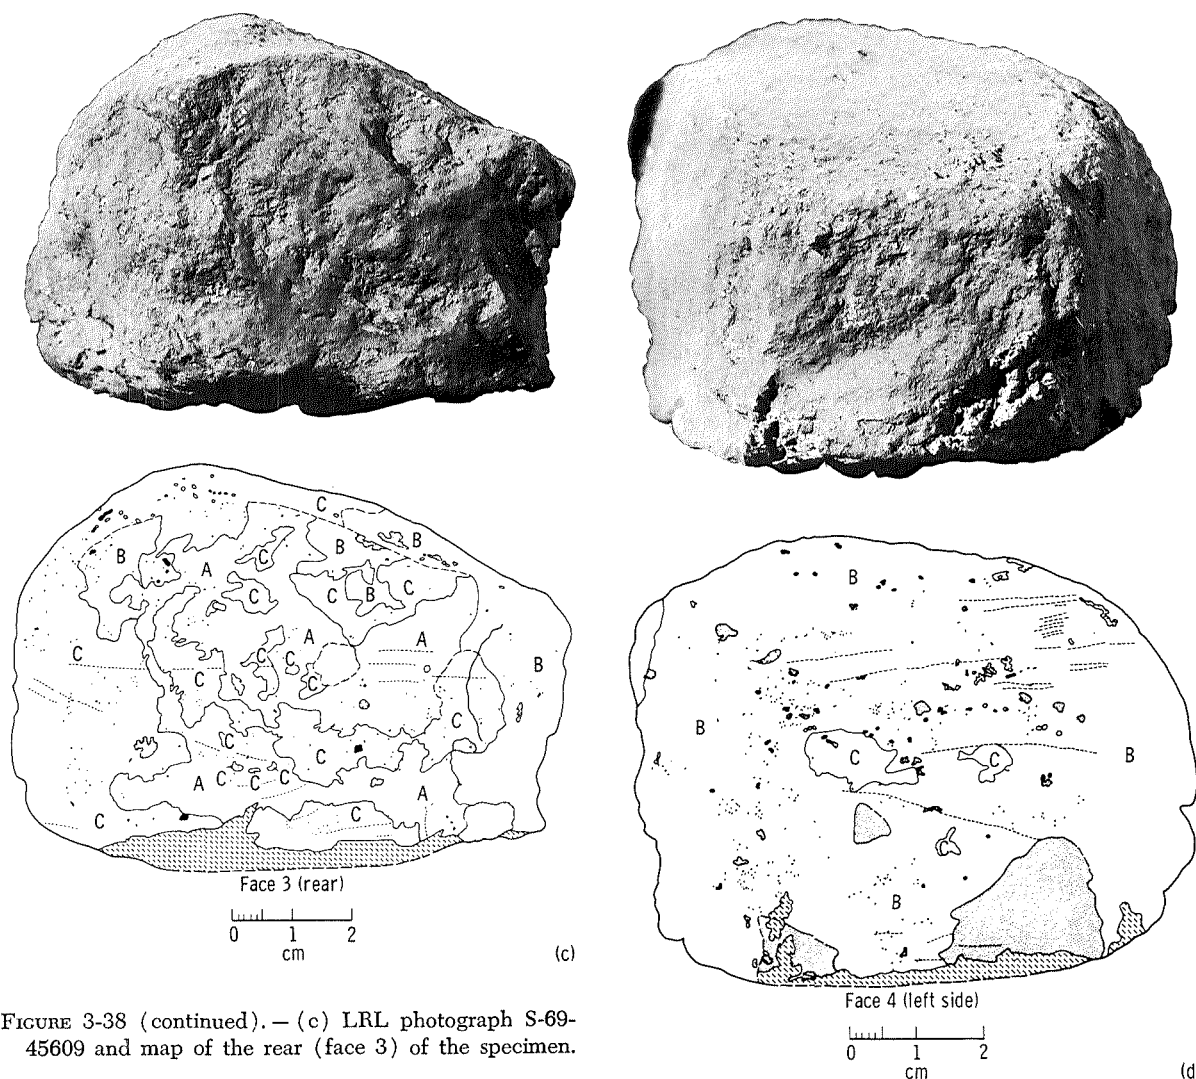 C
B
B
B
A
C
C
C
B
C
A
A
C
C
C
C
B
C
C
C
A
C
C
C
A
C
C
Face 3 (rear)
0 1 2
cm
(c)
FIGURE 3-38 (continued). — (c) LRL photograph S-69-
45609 and map of the rear (face 3) of the specimen.
B
B
B
C
C
B
Face 4 (left side)
0 1 2
cm
(d